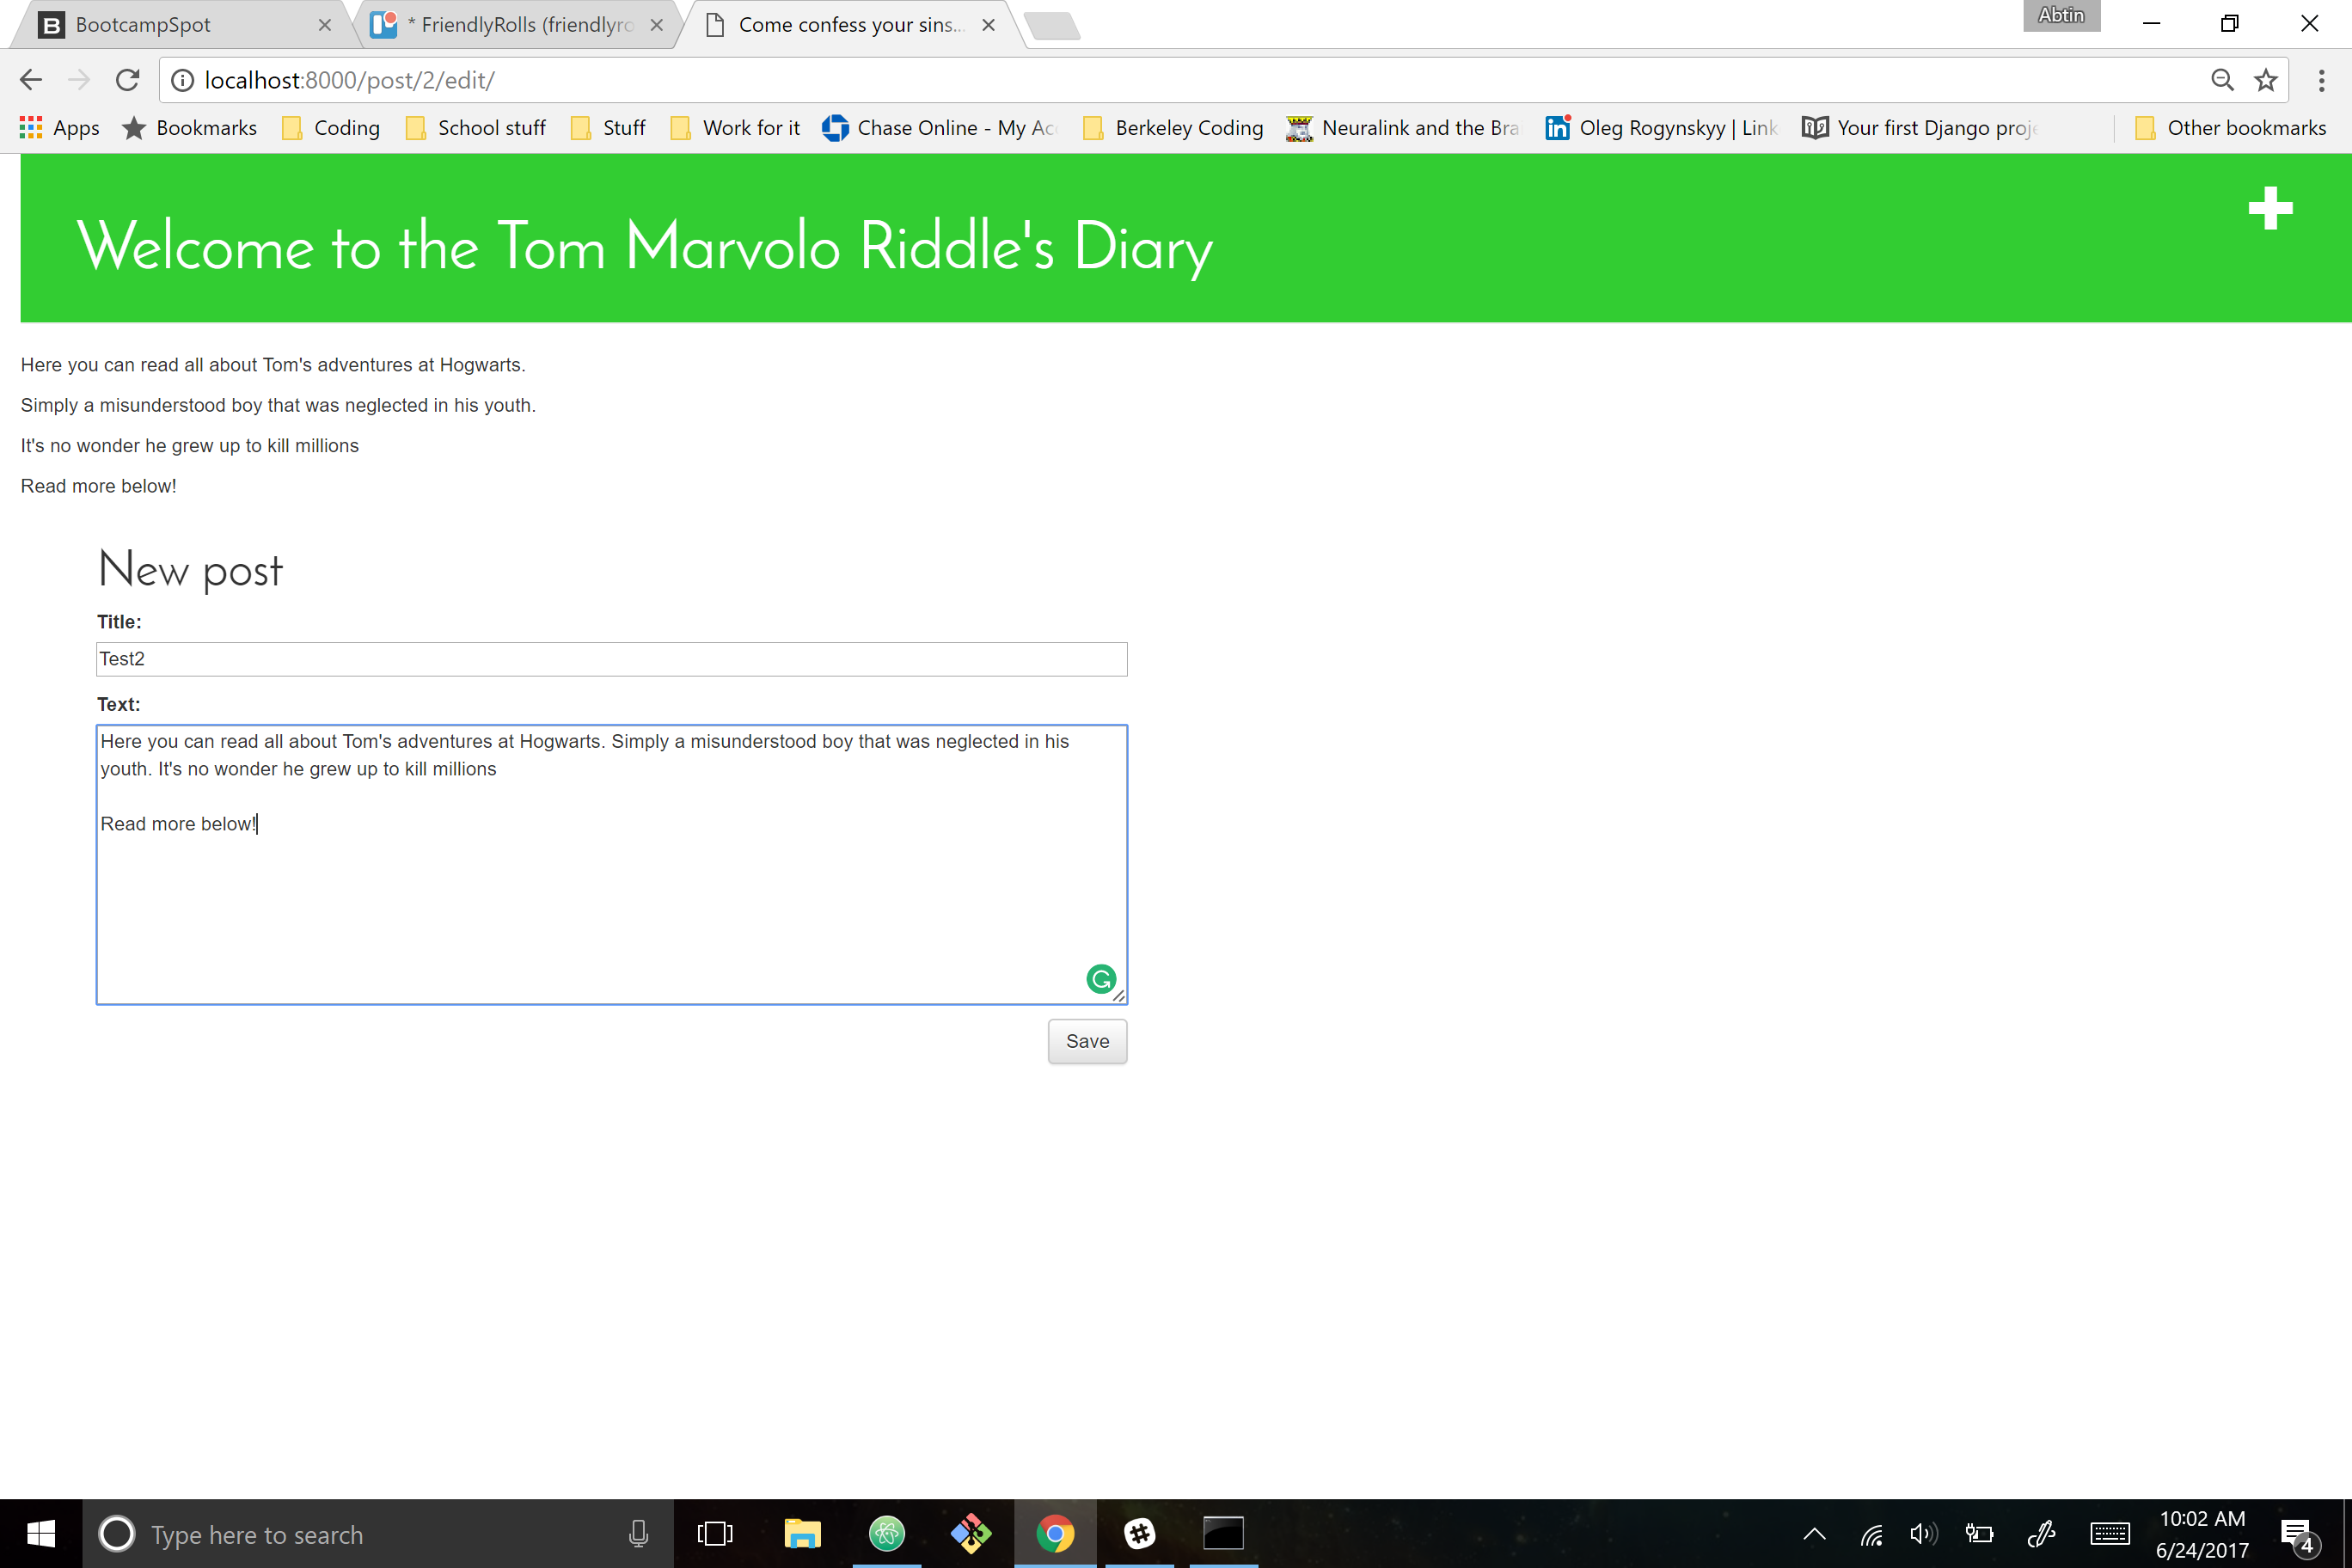 BootcampSpot
* FriendlyRolls (friendlyro
Come confess your sins...
Abtin
localhost:8000/post/2/edit/
Apps
Bookmarks
Coding
School stuff
Stuff
Work for it
Chase Online - My Ac
Berkeley Coding
Neuralink and the Bra
Oleg Rogynskyy | Link
Your first Django proje
Other bookmarks
Welcome to the Tom Marvolo Riddle's Diary
Here you can read all about Tom's adventures at Hogwarts.
Simply a misunderstood boy that was neglected in his youth.
It's no wonder he grew up to kill millions
Read more below!
New post
Title:
Test2
Text:
Here you can read all about Tom's adventures at Hogwarts. Simply a misunderstood boy that was neglected in his
youth. It's no wonder he grew up to kill millions
Read more below!
Save
Type here to search
10:02 AM
6/24/2017
4